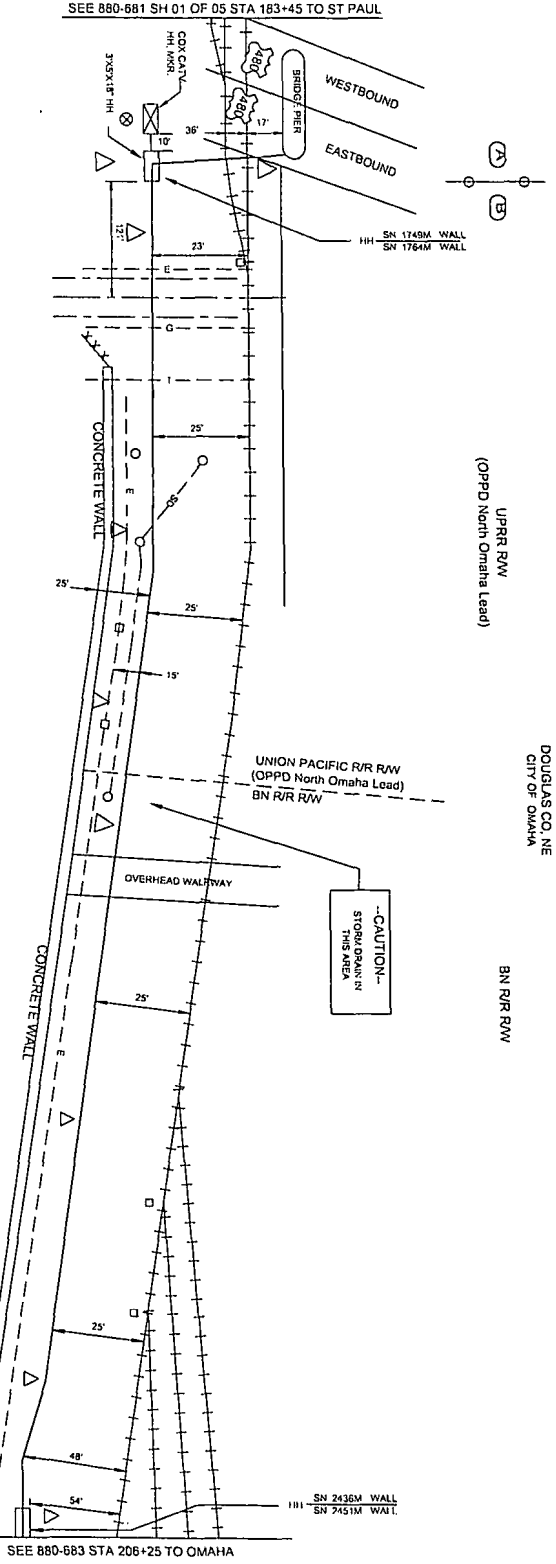 SEE 880-681 SH 01 OF 05 STA 183+45 TO ST PAUL
480
480
WESTBOUND
EASTBOUND
BRIDGE PIER
COX CATV
HH, MKR.
3'X5'X18" HH
10'
36'
17'
A
B
HH
SN 1749M WALL
SN 1764M WALL
121'
23'
E
G
T
25'
CONCRETE WALL
E
SD
25'
25'
15'
UPRR R/W
(OPPD North Omaha Lead)
UNION PACIFIC R/R R/W
(OPPD North Omaha Lead)
BN R/R R/W
DOUGLAS CO, NE
CITY OF OMAHA
OVERHEAD WALKWAY
--CAUTION--
STORM DRAIN IN
THIS AREA
BN R/R R/W
CONCRETE WALL
E
25'
25'
48'
54'
HH
SN 2436M WALL
SN 2451M WALL
SEE 880-683 STA 206+25 TO OMAHA